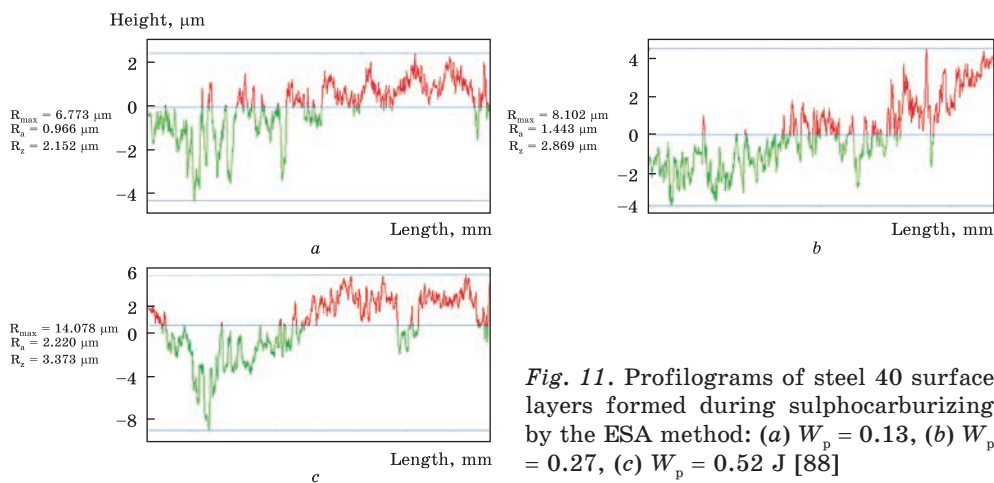 Height, μm
2
0
−2
−4
R_max = 6.773 μm
R_a = 0.966 μm
R_z = 2.152 μm
Length, mm
a
4
2
0
−2
−4
R_max = 8.102 μm
R_a = 1.443 μm
R_z = 2.869 μm
Length, mm
b
6
2
0
−4
−8
R_max = 14.078 μm
R_a = 2.220 μm
R_z = 3.373 μm
Length, mm
c
Fig. 11. Profilograms of steel 40 surface
layers formed during sulphocarburizing
by the ESA method: (a) W_p = 0.13, (b) W_p
= 0.27, (c) W_p = 0.52 J [88]